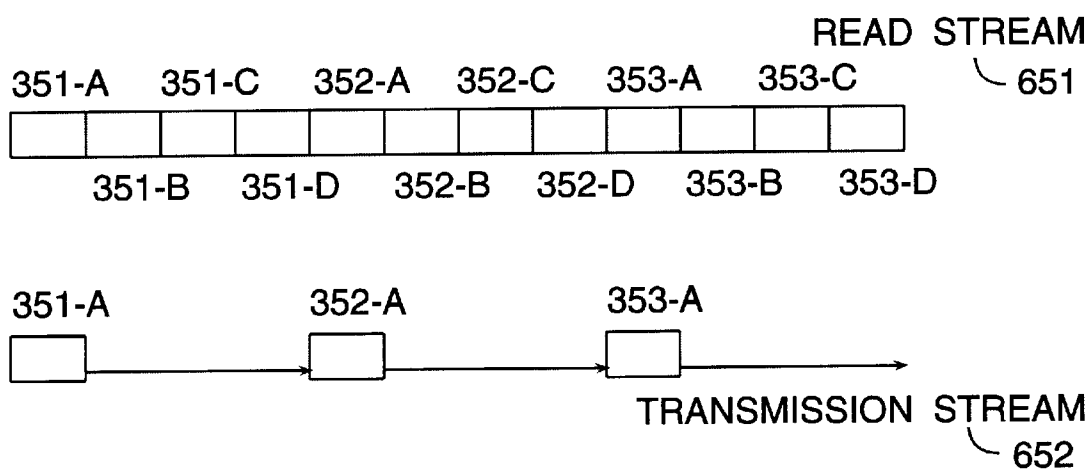 READ STREAM
651
351-A 351-C 352-A 352-C 353-A 353-C
351-B 351-D 352-B 352-D 353-B 353-D
351-A 352-A 353-A
TRANSMISSION STREAM
652